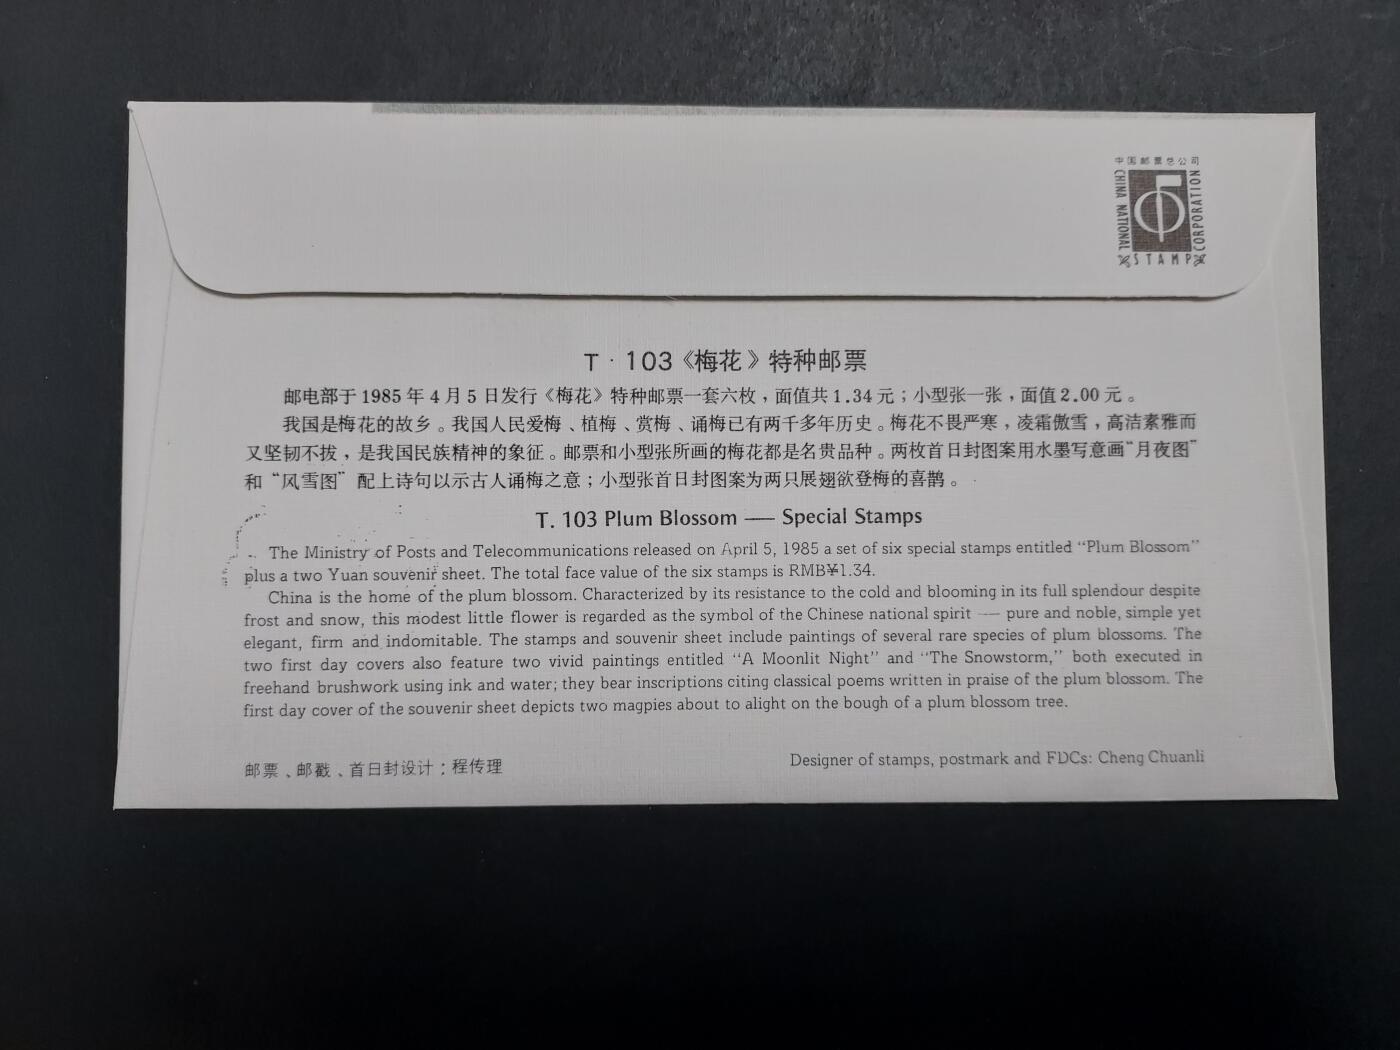 中国邮票总公司
CHINA NATIONAL
STAMP
CORPORATION
T·103《梅花》特种邮票
邮电部于1985年4月5日发行《梅花》特种邮票一套六枚，面值共1.34元；小型张一张，面值2.00元。
我国是梅花的故乡。我国人民爱梅、植梅、赏梅、诵梅已有两千多年历史。梅花不畏严寒，凌霜傲雪，高洁素雅而
又坚韧不拔，是我国民族精神的象征。邮票和小型张所画的梅花都是名贵品种。两枚首日封图案用水墨写意画“月夜图”
和“风雪图”配上诗句以示古人诵梅之意；小型张首日封图案为两只展翅欲登梅的喜鹊。
T. 103 Plum Blossom — Special Stamps
The Ministry of Posts and Telecommunications released on April 5, 1985 a set of six special stamps entitled “Plum Blossom”
plus a two Yuan souvenir sheet. The total face value of the six stamps is RMB¥1.34.
China is the home of the plum blossom. Characterized by its resistance to the cold and blooming in its full splendour despite
frost and snow, this modest little flower is regarded as the symbol of the Chinese national spirit — pure and noble, simple yet
elegant, firm and indomitable. The stamps and souvenir sheet include paintings of several rare species of plum blossoms. The
two first day covers also feature two vivid paintings entitled “A Moonlit Night” and “The Snowstorm,” both executed in
freehand brushwork using ink and water; they bear inscriptions citing classical poems written in praise of the plum blossom. The
first day cover of the souvenir sheet depicts two magpies about to alight on the bough of a plum blossom tree.
邮票、邮戳、首日封设计：程传理
Designer of stamps, postmark and FDCs: Cheng Chuanli